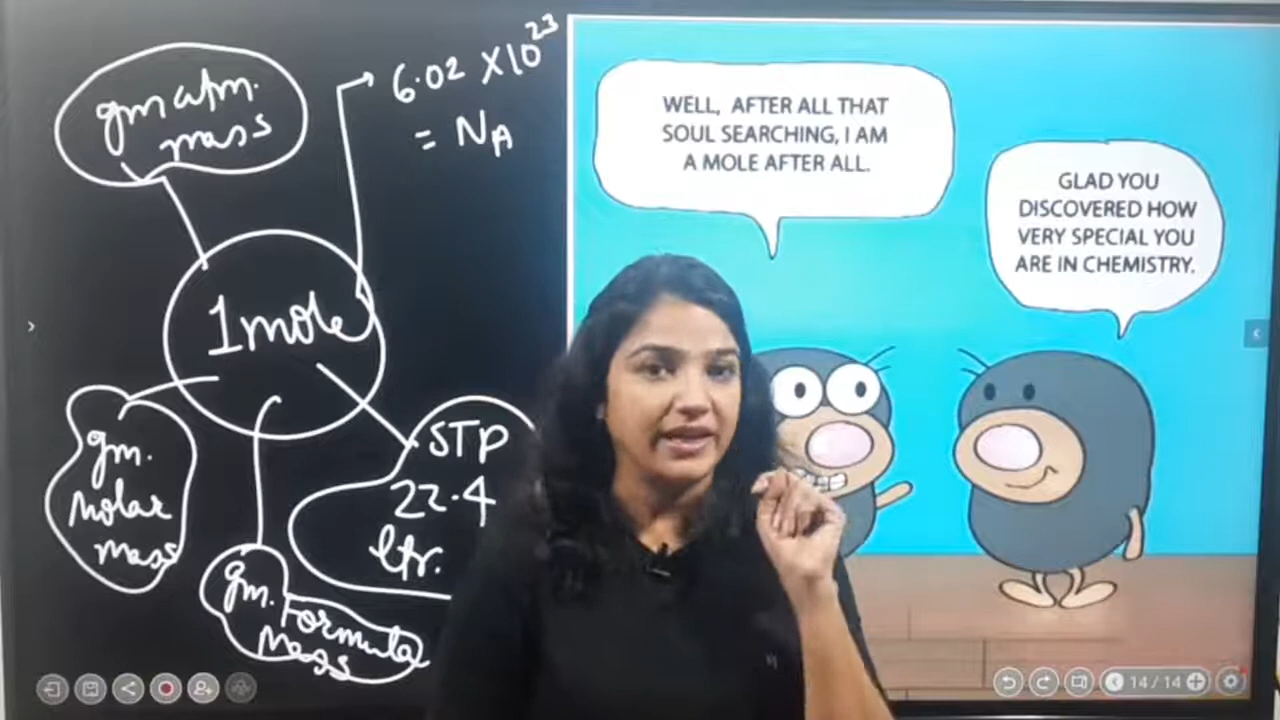 gm atm.
mass
6.02 X 10²³
= NA
1 mole
gm.
Molar
mass
gm. Formula
Mass
STP
22.4
ltr.
WELL, AFTER ALL THAT
SOUL SEARCHING, I AM
A MOLE AFTER ALL.
GLAD YOU
DISCOVERED HOW
VERY SPECIAL YOU
ARE IN CHEMISTRY.
14 / 14